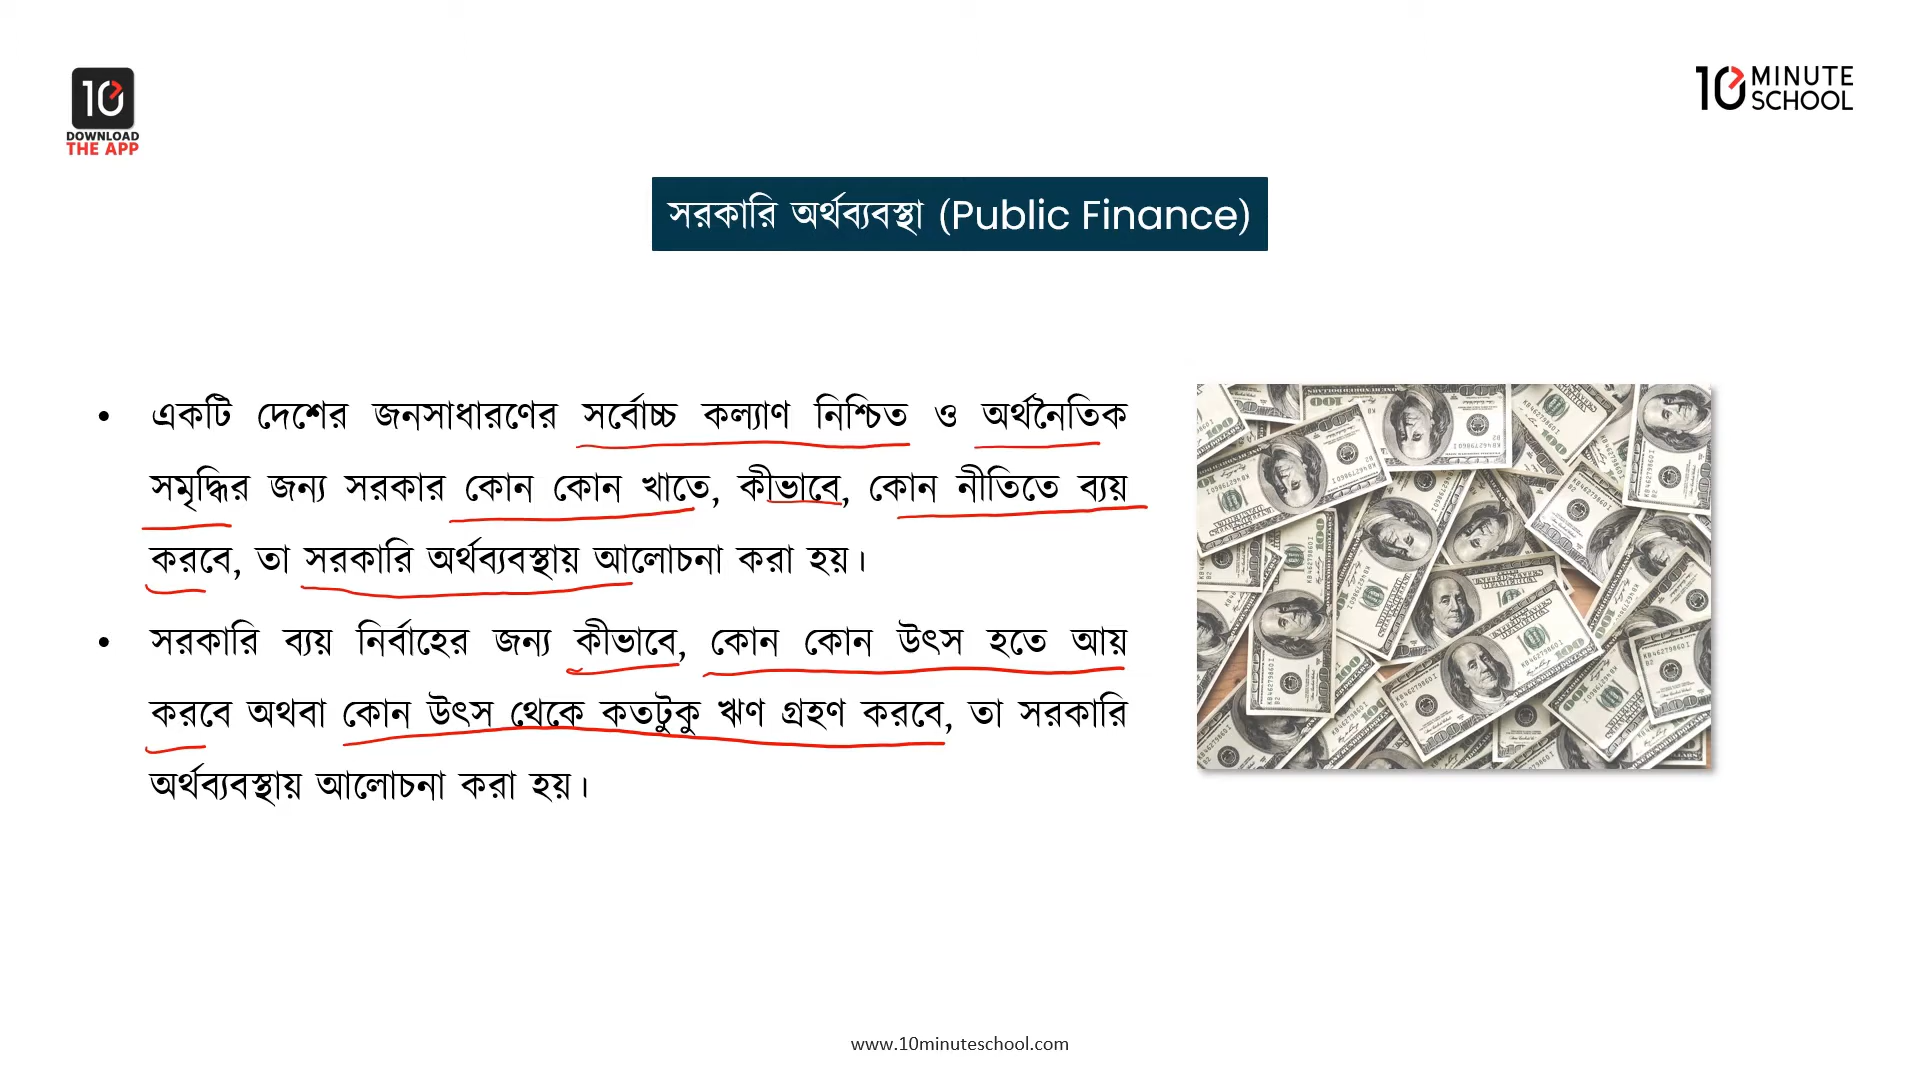 10
DOWNLOAD
THE APP
10 MINUTE
SCHOOL
সরকারি অর্থব্যবস্থা (Public Finance)
• একটি দেশের জনসাধারণের সর্বোচ্চ কল্যাণ নিশ্চিত ও অর্থনৈতিক
সমৃদ্ধির জন্য সরকার কোন কোন খাতে, কীভাবে, কোন নীতিতে ব্যয়
করবে, তা সরকারি অর্থব্যবস্থায় আলোচনা করা হয়।
• সরকারি ব্যয় নির্বাহের জন্য কীভাবে, কোন কোন উৎস হতে আয়
করবে অথবা কোন উৎস থেকে কতটুকু ঋণ গ্রহণ করবে, তা সরকারি
অর্থব্যবস্থায় আলোচনা করা হয়।
www.10minuteschool.com